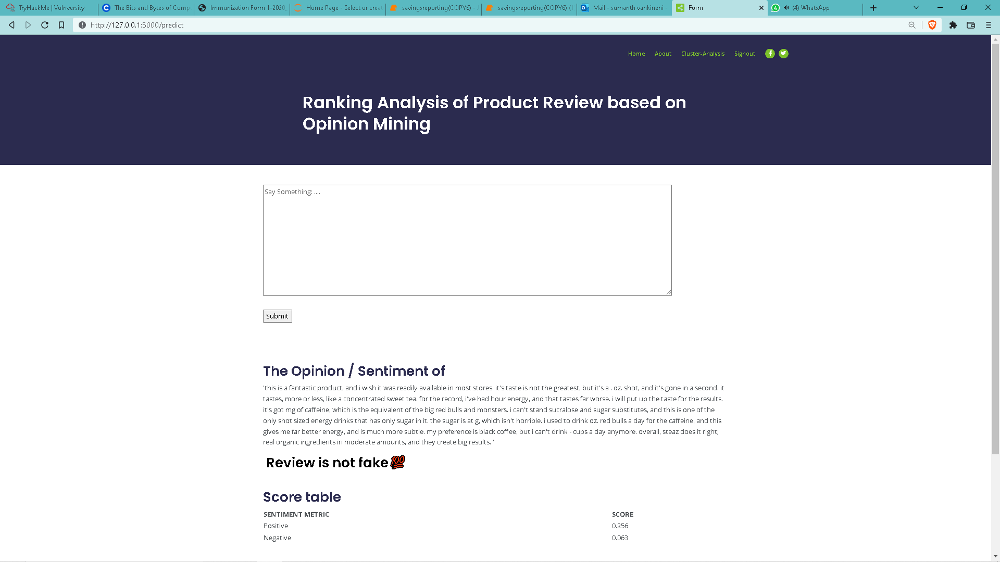 TryHackMe | Vulnversity
The Bits and Bytes of Comp
Immunization Form 1-2020_
Home Page - Select or creat
savingsreporting(COPY6) - J
savingsreporting(COPY6) (1
Mail - sumanth vankineni -
Form
(4) WhatsApp
http://127.0.0.1:5000/predict
Home About Cluster-Analysis Signout
Ranking Analysis of Product Review based on
Opinion Mining
Say Something: ....
Submit
The Opinion / Sentiment of
'this is a fantastic product, and i wish it was readily available in most stores. it's taste is not the greatest, but it's a . oz. shot, and it's gone in a second. it
tastes, more or less, like a concentrated sweet tea. for the record, i've had hour energy, and that tastes far worse. i will put up the taste for the results.
it's got mg of caffeine, which is the equivalent of the big red bulls and monsters. i can't stand sucralose and sugar substitutes, and this is one of the
only shot sized energy drinks that has only sugar in it. the sugar is at g, which isn't horrible. i used to drink oz. red bulls a day for the caffeine, and this
gives me far better energy, and is much more subtle. my preference is black coffee, but i can't drink - cups a day anymore. overall, steaz does it right;
real organic ingredients in moderate amounts, and they create big results. '
Review is not fake💯
Score table
SENTIMENT METRIC SCORE
Positive 0.256
Negative 0.063